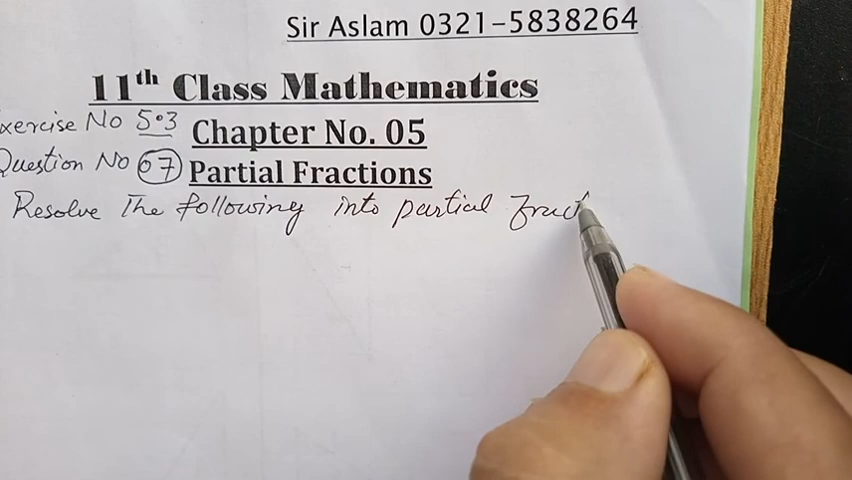 Sir Aslam 0321-5838264
11th Class Mathematics
xercise No 5.3 Chapter No. 05
Question No 07 Partial Fractions
Resolve The following into partial Fract